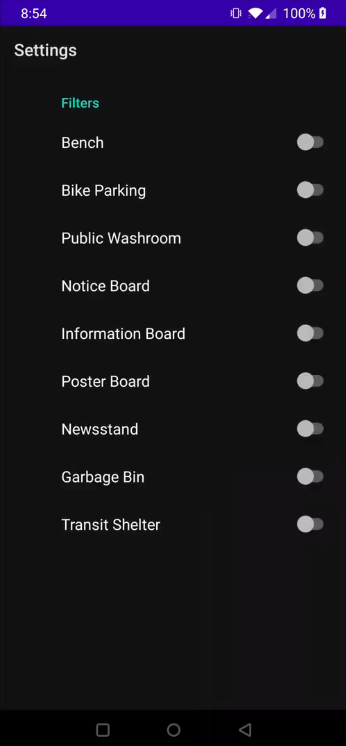 8:54
100%
Settings
Filters
Bench
Bike Parking
Public Washroom
Notice Board
Information Board
Poster Board
Newsstand
Garbage Bin
Transit Shelter